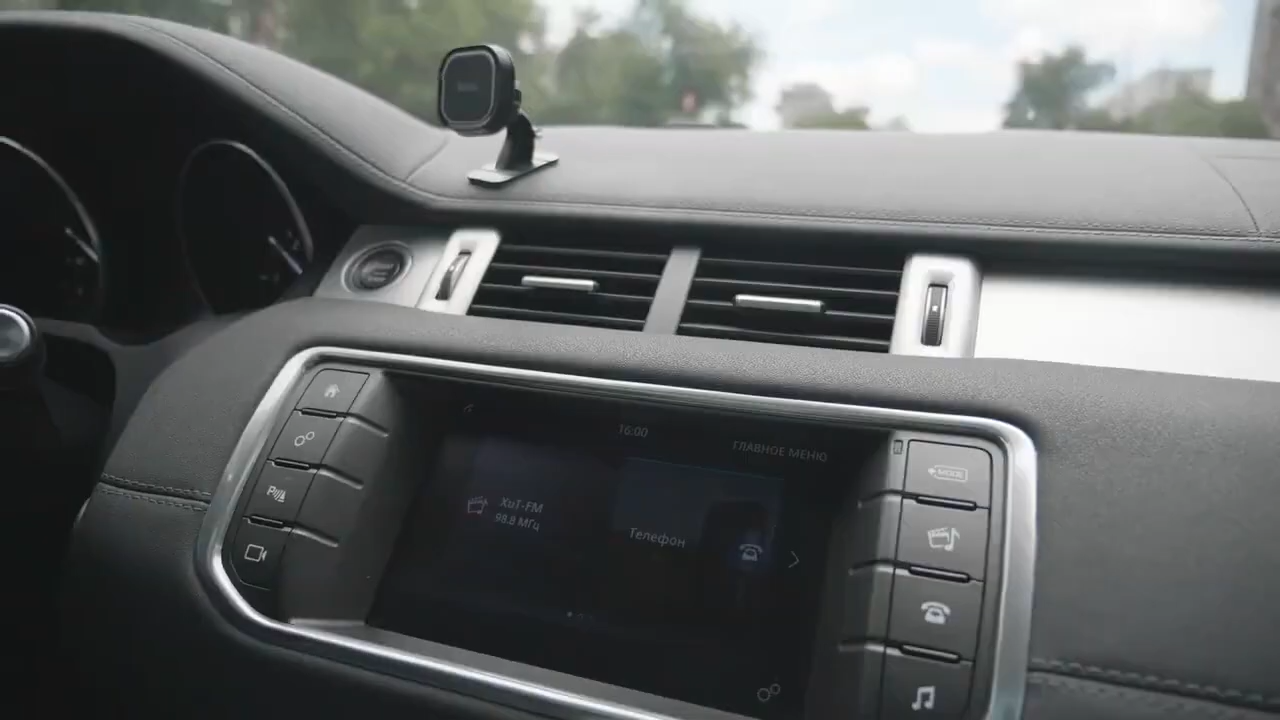 16:00
ГЛАВНОЕ МЕНЮ
ХиТ-FM
98.8 МГц
Телефон
MODE
P